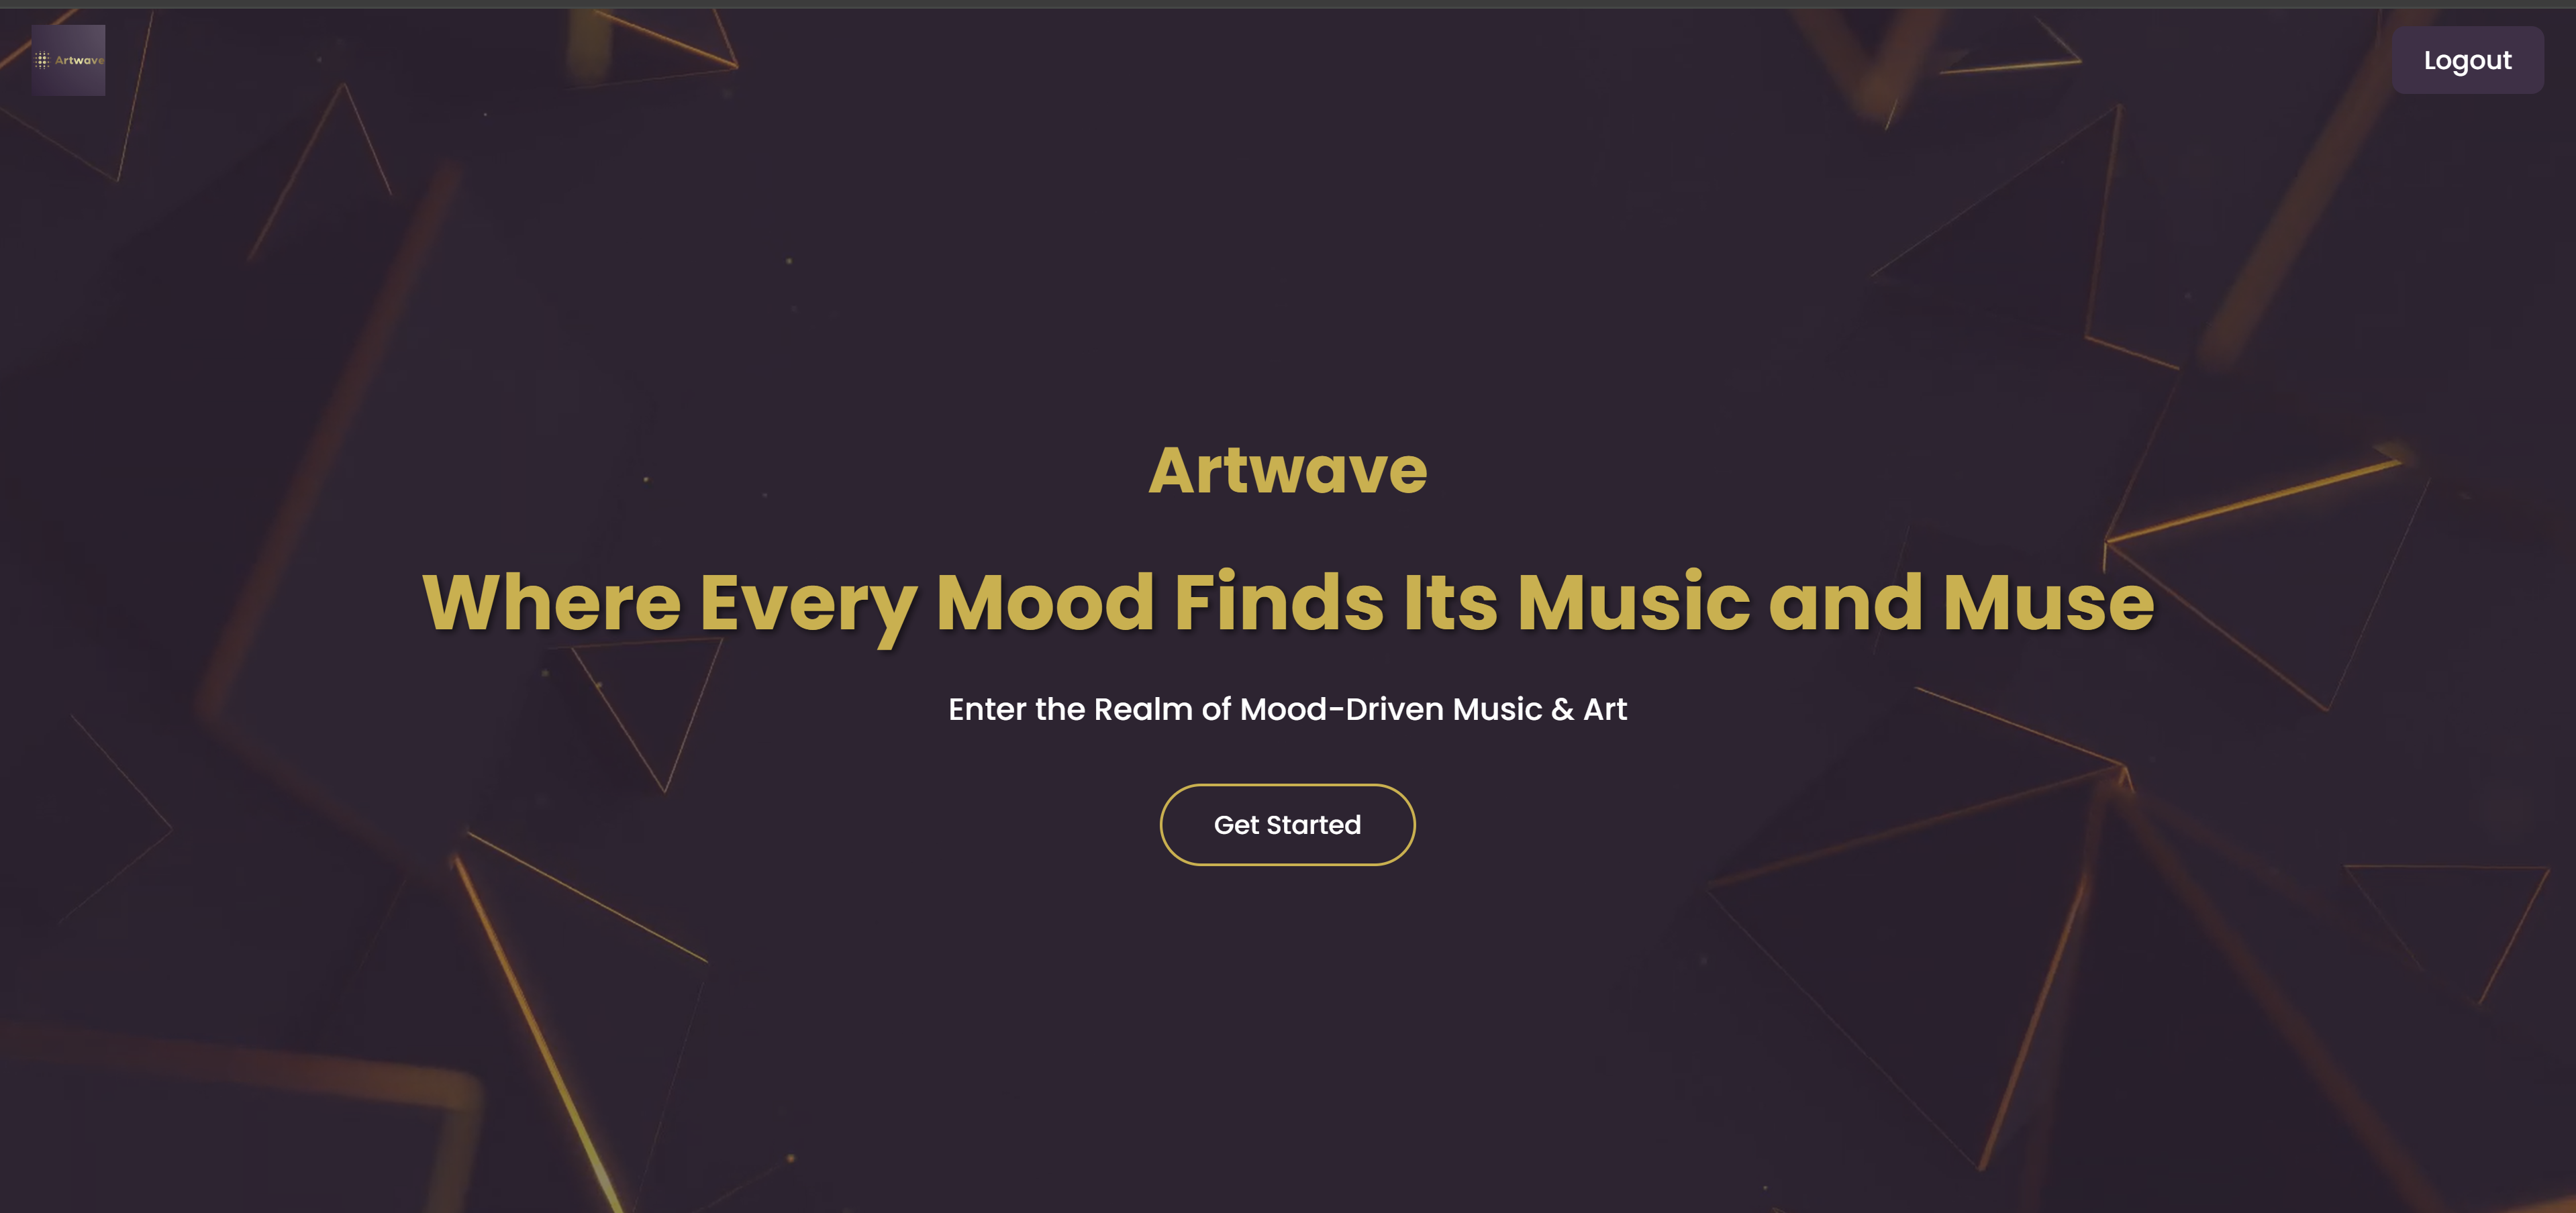 Artwave
Logout
Artwave
Where Every Mood Finds Its Music and Muse
Enter the Realm of Mood-Driven Music & Art
Get Started